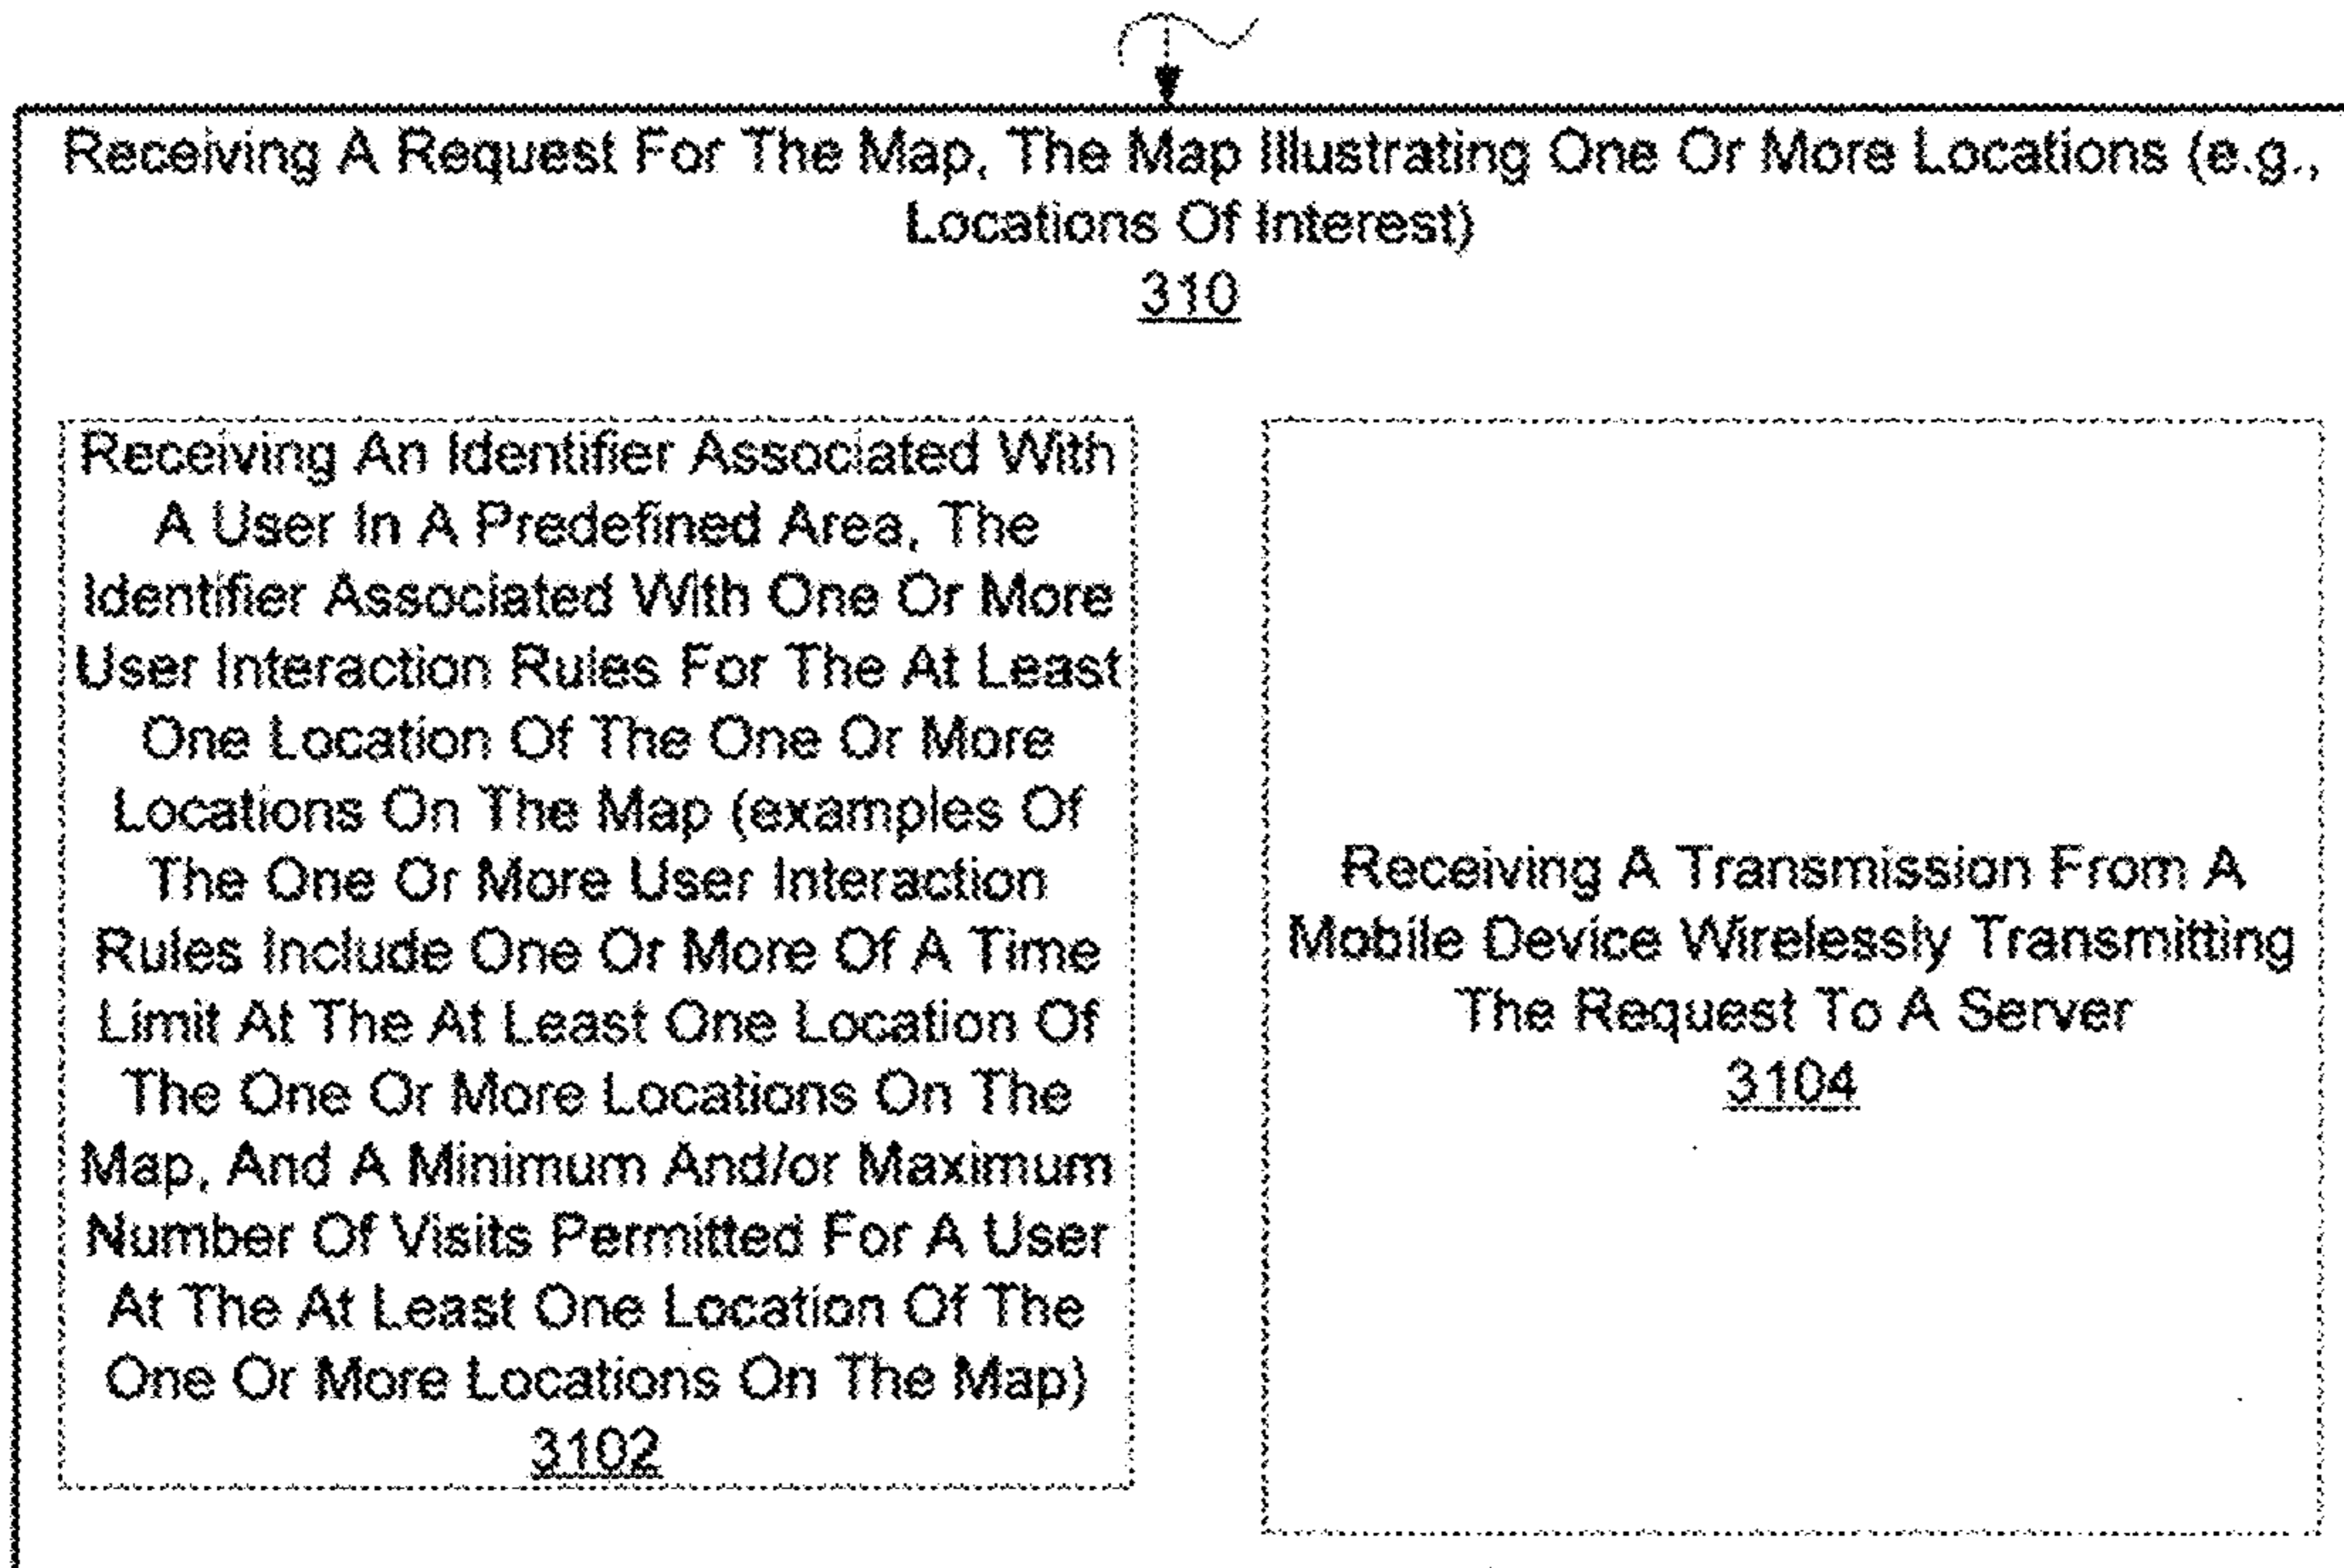 Receiving A Request For The Map, The Map Illustrating One Or More Locations (e.g.,
Locations Of Interest)
310
Receiving An Identifier Associated With
A User In A Predefined Area, The
Identifier Associated With One Or More
User Interaction Rules For The At Least
One Location Of The One Or More
Locations On The Map (examples Of
The One Or More User Interaction
Rules Include One Or More Of A Time
Limit At The At Least One Location Of
The One Or More Locations On The
Map, And A Minimum And/or Maximum
Number Of Visits Permitted For A User
At The At Least One Location Of The
One Or More Locations On The Map)
3102
Receiving A Transmission From A
Mobile Device Wirelessly Transmitting
The Request To A Server
3104